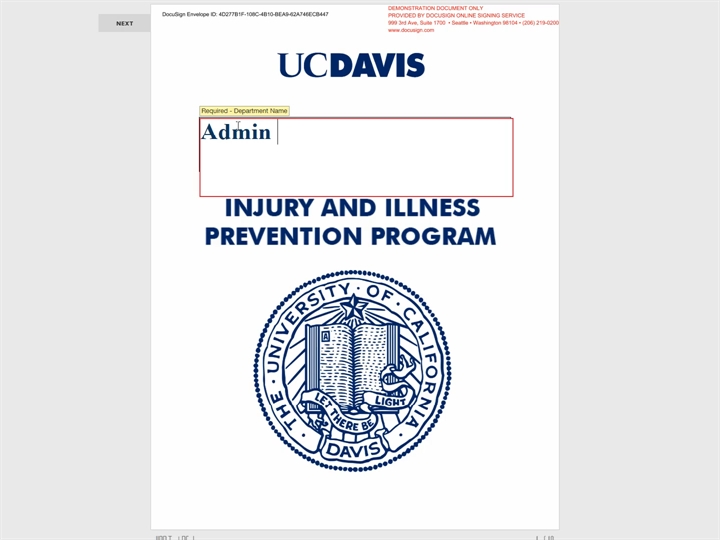 NEXT
DocuSign Envelope ID: 4D277B1F-108C-4B10-BEA9-62A746ECB447
DEMONSTRATION DOCUMENT ONLY
PROVIDED BY DOCUSIGN ONLINE SIGNING SERVICE
999 3rd Ave, Suite 1700 • Seattle • Washington 98104 • (206) 219-0200
www.docusign.com
UCDAVIS
Required - Department Name
Admin
INJURY AND ILLNESS
PREVENTION PROGRAM
THE · UNIVERSITY · OF · CALIFORNIA
A
LET THERE BE LIGHT
DAVIS